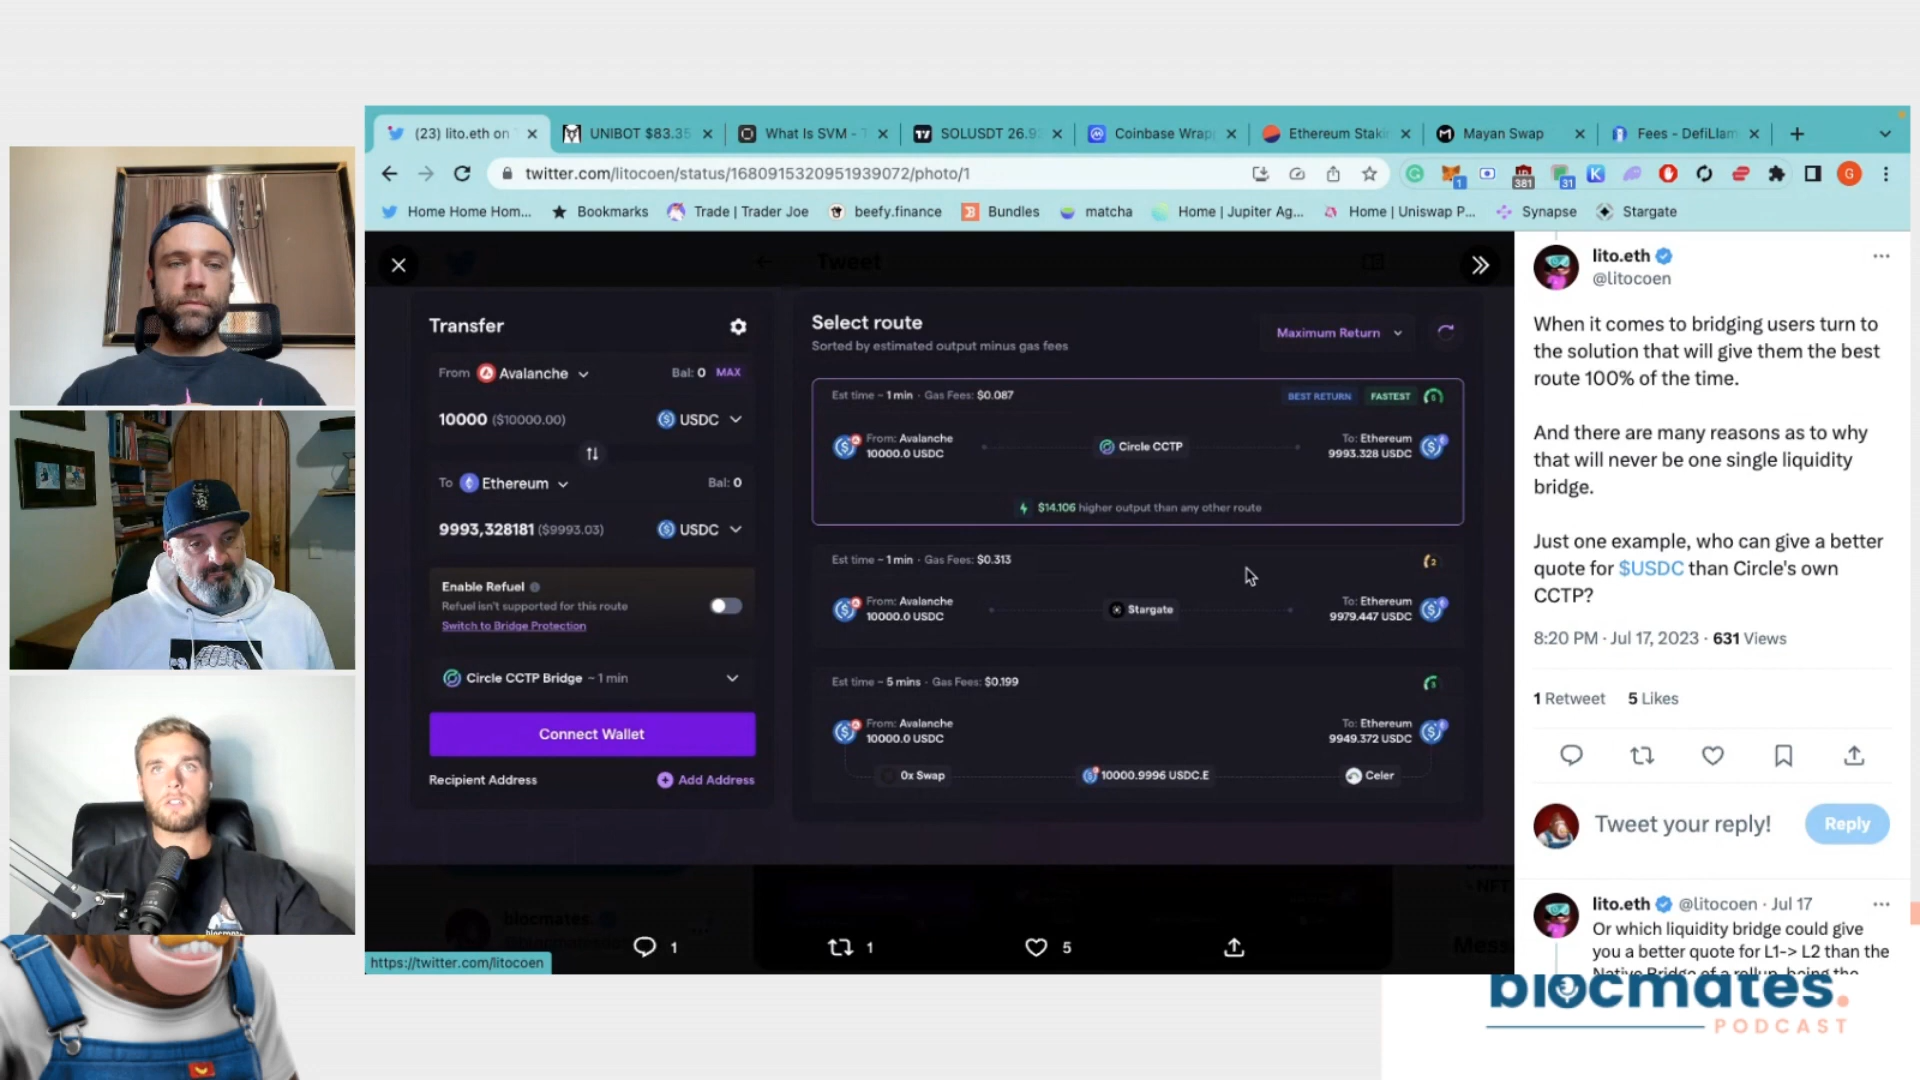 (23) lito.eth on
UNIBOT $83.35
What Is SVM -
SOLUSDT 26.9
Coinbase Wrap
Ethereum Staki
Mayan Swap
Fees - DefiLlam
twitter.com/litocoen/status/1680915320951939072/photo/1
1
381
31
G
Home Home Hom...
Bookmarks
Trade | Trader Joe
beefy.finance
Bundles
matcha
Home | Jupiter Ag...
Home | Uniswap P...
Synapse
Stargate
Tweet
Transfer
From Avalanche
Bal: 0 MAX
10000 ($10000.00)
USDC
To Ethereum
Bal: 0
9993,328181 ($9993.03)
USDC
Enable Refuel
Refuel isn't supported for this route
Switch to Bridge Protection
Circle CCTP Bridge ~ 1 min
Connect Wallet
Recipient Address
Add Address
Select route
Sorted by estimated output minus gas fees
Maximum Return
Est time ~ 1 min · Gas Fees: $0.087
BEST RETURN
FASTEST
From: Avalanche
10000.0 USDC
Circle CCTP
To: Ethereum
9993.328 USDC
$14.106 higher output than any other route
Est time ~ 1 min · Gas Fees: $0.313
2
From: Avalanche
10000.0 USDC
Stargate
To: Ethereum
9979.447 USDC
Est time ~ 5 mins · Gas Fees: $0.199
From: Avalanche
10000.0 USDC
To: Ethereum
9949.372 USDC
0x Swap
10000.9996 USDC.E
Celer
blocmates.
1
1
5
https://twitter.com/litocoen
lito.eth
@litocoen
When it comes to bridging users turn to
the solution that will give them the best
route 100% of the time.
And there are many reasons as to why
that will never be one single liquidity
bridge.
Just one example, who can give a better
quote for $USDC than Circle's own
CCTP?
8:20 PM · Jul 17, 2023 · 631 Views
1 Retweet
5 Likes
Tweet your reply!
Reply
lito.eth @litocoen · Jul 17
Or which liquidity bridge could give
you a better quote for L1-> L2 than the
Native Bridge of a rollup, being the
blocmates.
PODCAST